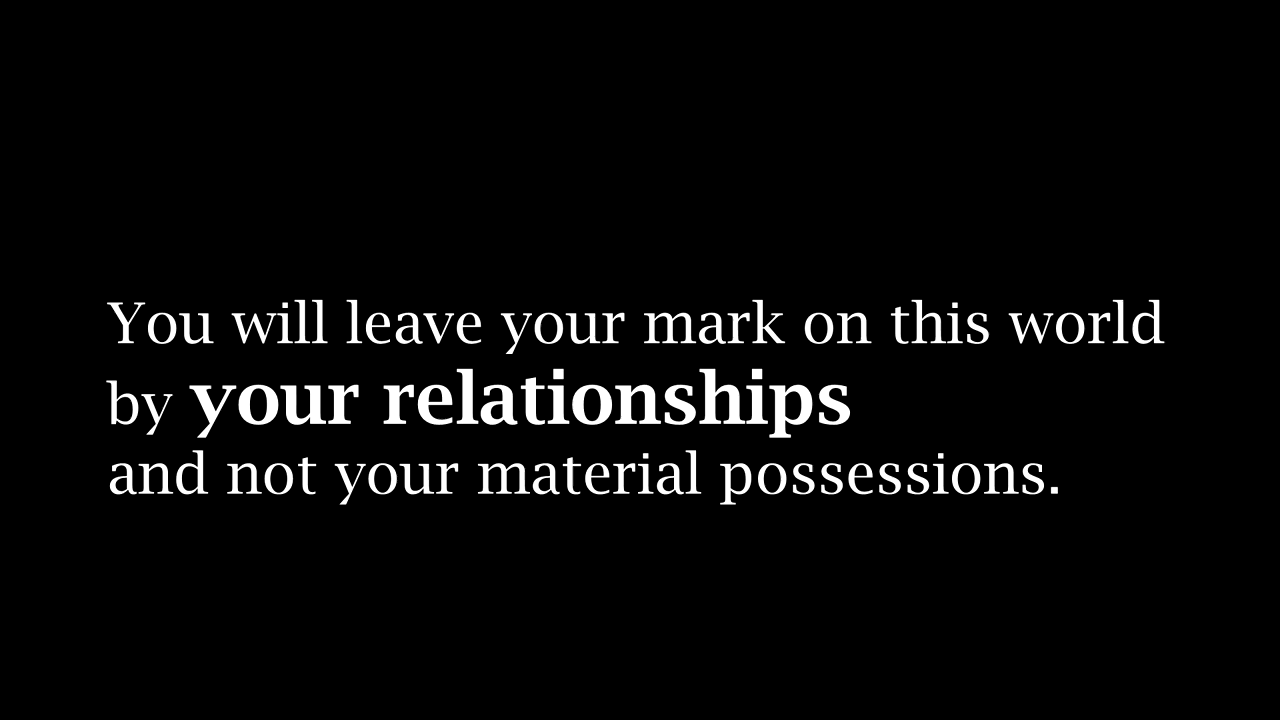 You will leave your mark on this world
by your relationships
and not your material possessions.